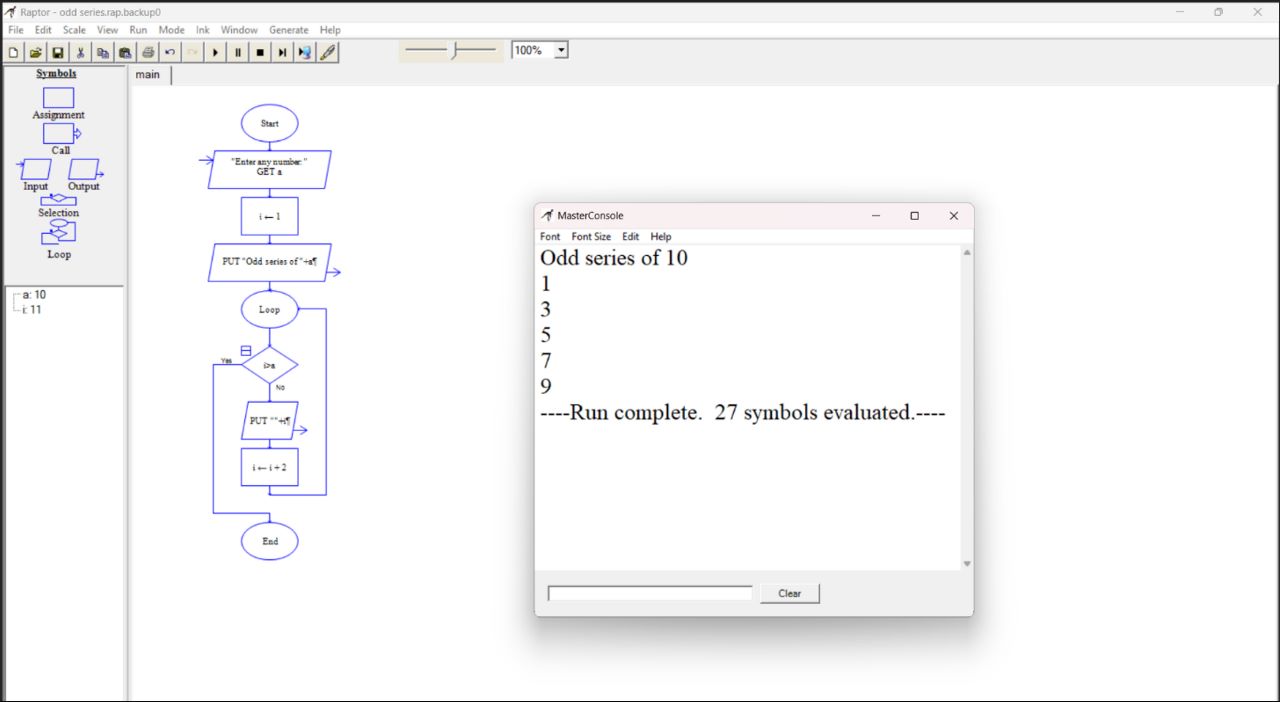 Raptor - odd series.rap.backup0
File Edit Scale View Run Mode Ink Window Generate Help
100%
Symbols
Assignment
Call
Input Output
Selection
Loop
a: 10
i: 11
main
Start
"Enter any number: "
GET a
i ← 1
PUT "Odd series of "+a¶
Loop
Yes
i>a
No
PUT ""+i¶
i ← i + 2
End
MasterConsole
Font Font Size Edit Help
Odd series of 10
1
3
5
7
9
----Run complete.  27 symbols evaluated.----
Clear